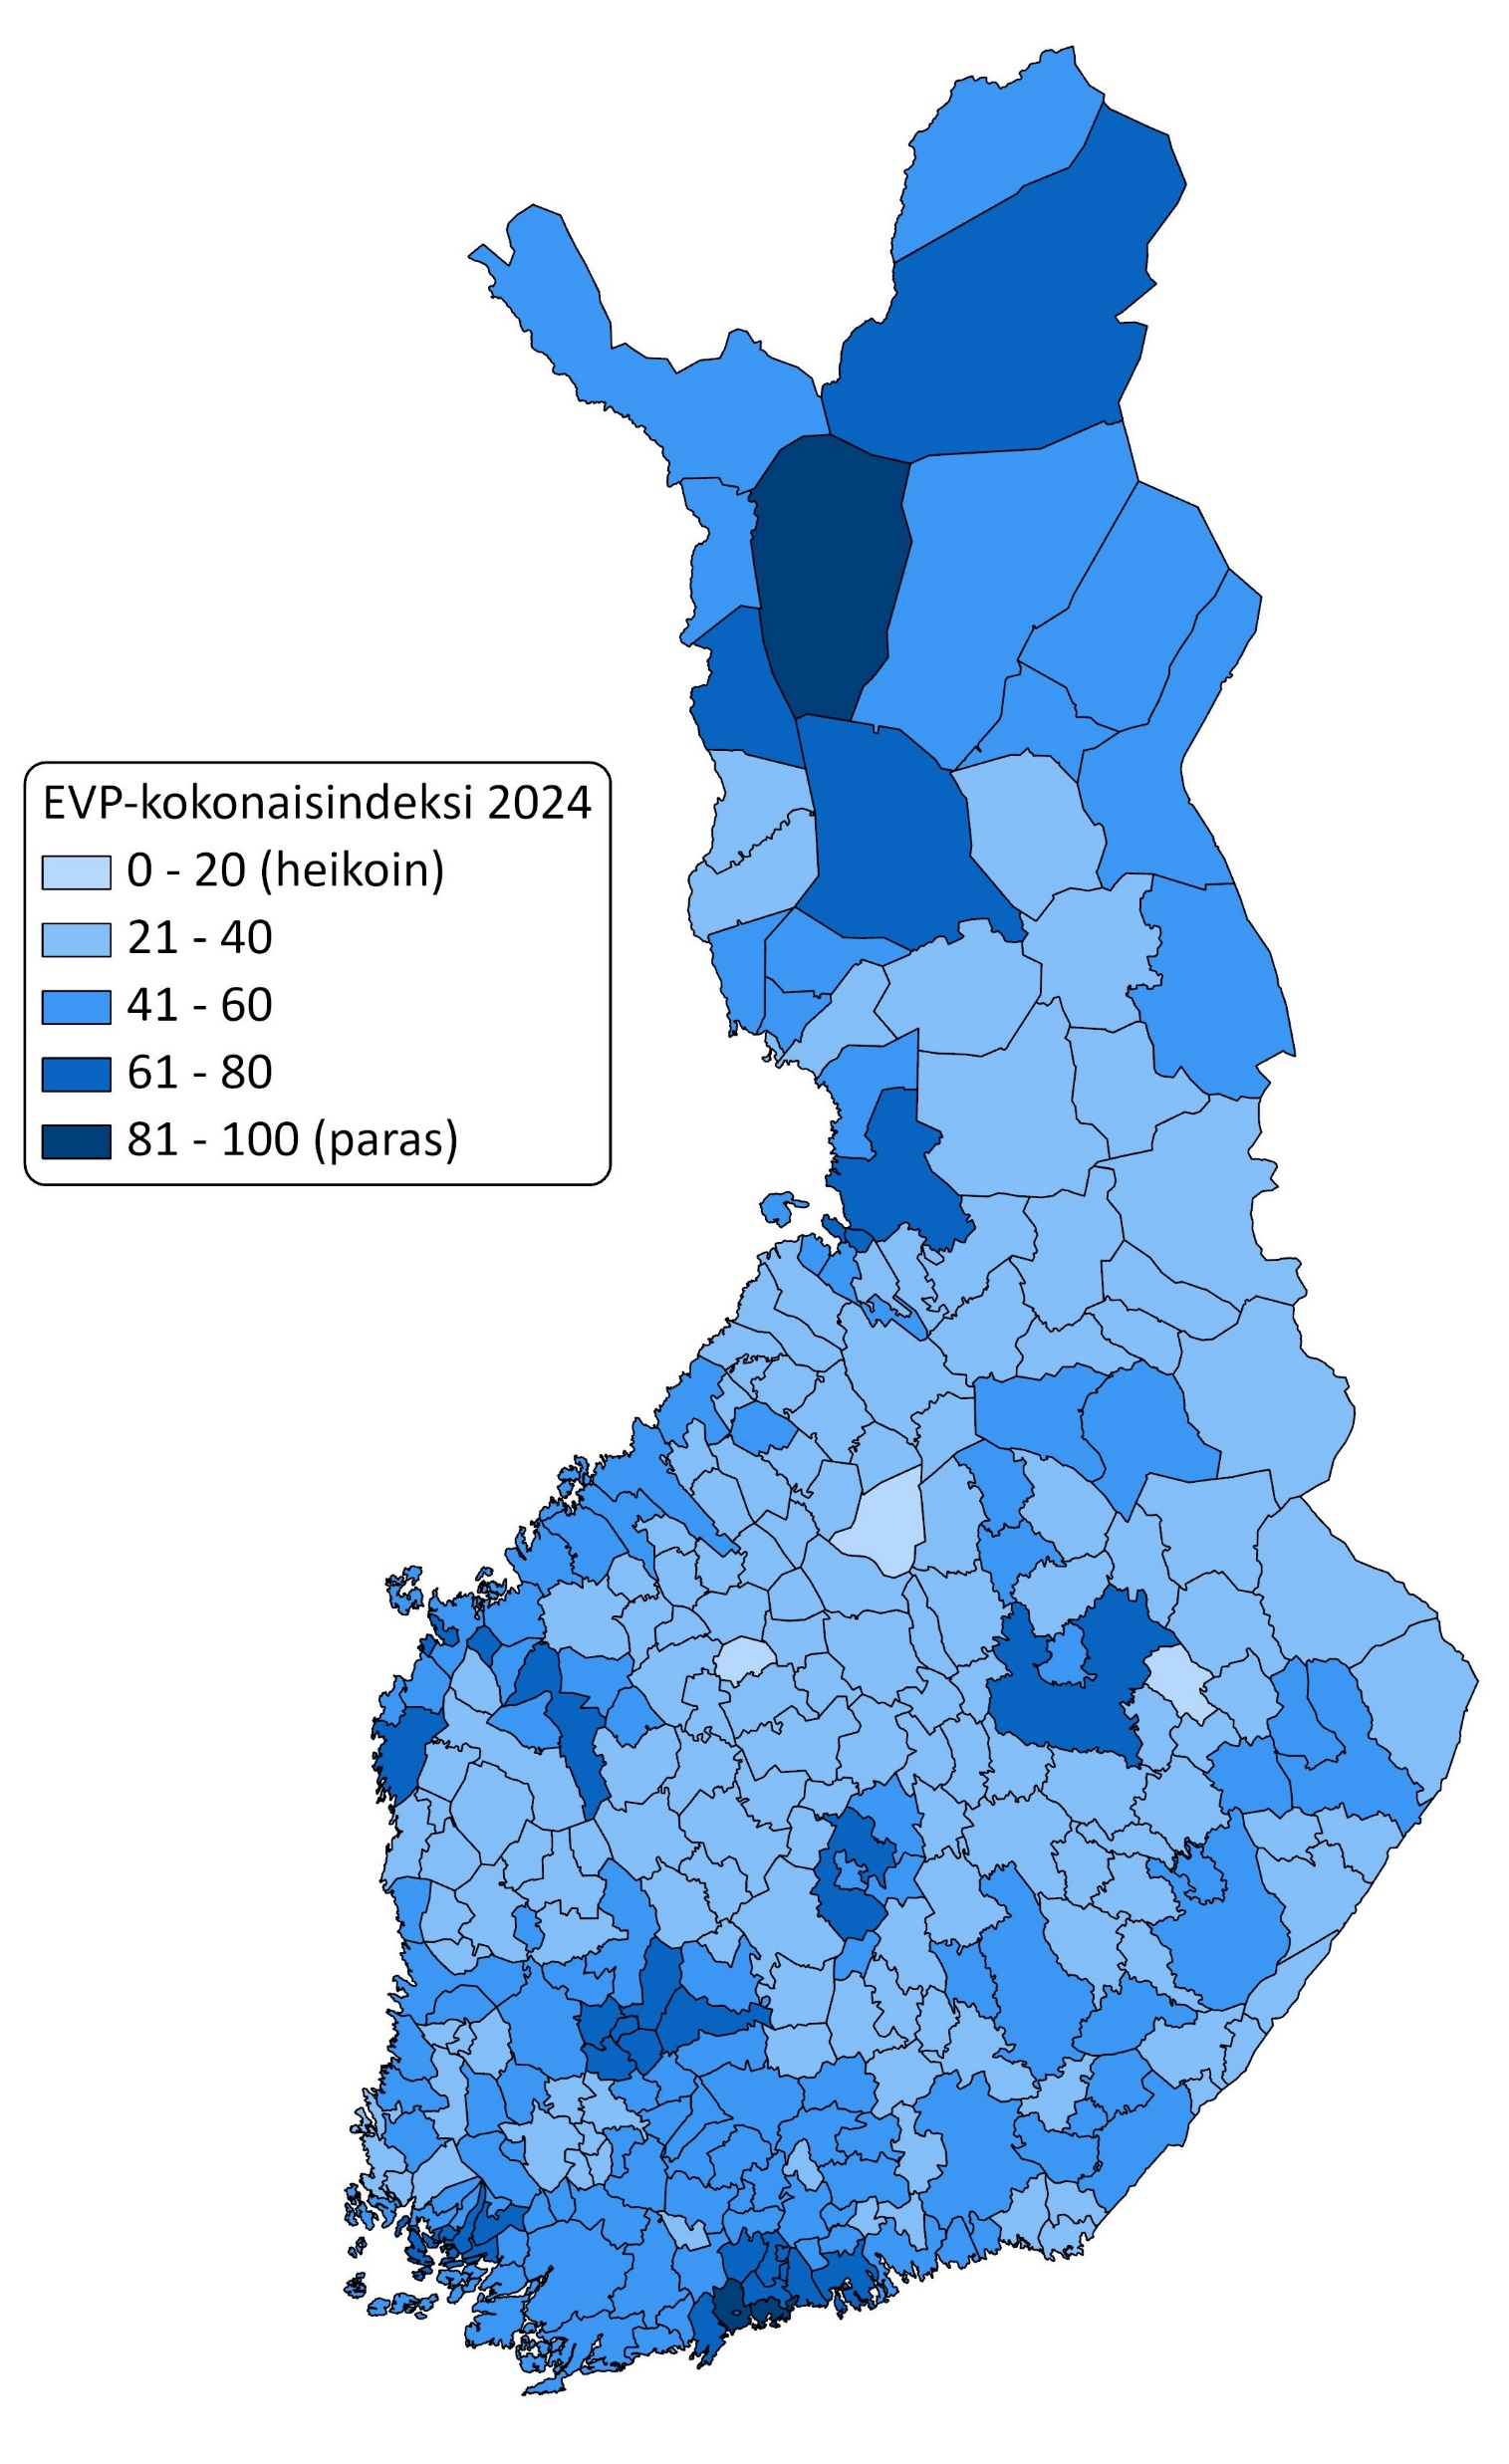 EVP-kokonaisindeksi 2024
0 - 20 (heikoin)
21 - 40
41 - 60
61 - 80
81 - 100 (paras)